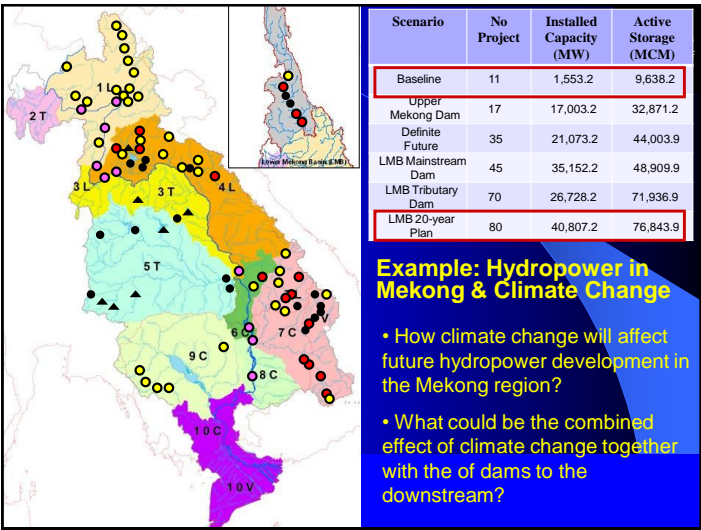 Scenario No Project Installed Capacity (MW) Active Storage (MCM)
Baseline 11 1,553.2 9,638.2
Upper Mekong Dam 17 17,003.2 32,871.2
Definite Future 35 21,073.2 44,003.9
LMB Mainstream Dam 45 35,152.2 48,909.9
LMB Tributary Dam 70 26,728.2 71,936.9
LMB 20-year Plan 80 40,807.2 76,843.9
Example: Hydropower in
Mekong & Climate Change
• How climate change will affect
future hydropower development in
the Mekong region?
• What could be the combined
effect of climate change together
with the of dams to the
downstream?
Lower Mekong Basin (LMB)
1 L
2 T
3 L
3 T
4 L
5 T
6 C
7 C
8 C
9 C
10 C
10 V